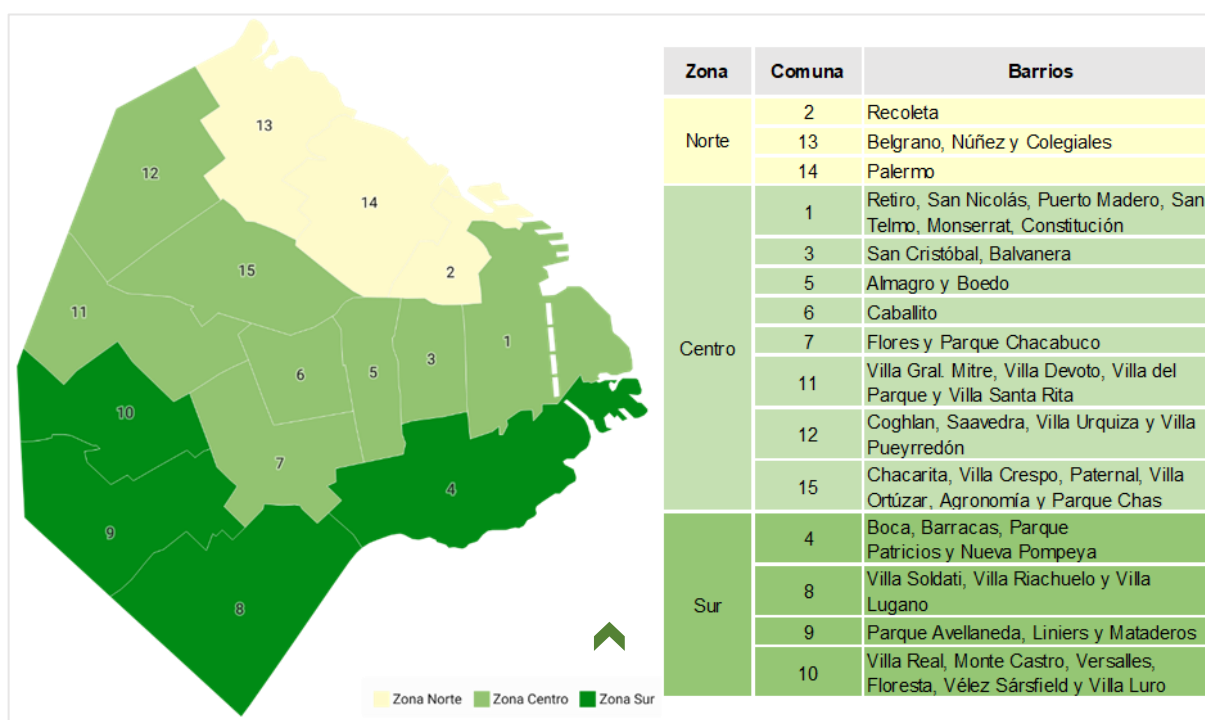 13
12
14
15
2
11
1
3
6
5
10
7
4
9
8
Zona Norte Zona Centro Zona Sur
Zona Comuna Barrios
Norte
2 Recoleta
13 Belgrano, Núñez y Colegiales
14 Palermo
Centro
1 Retiro, San Nicolás, Puerto Madero, San
Telmo, Monserrat, Constitución
3 San Cristóbal, Balvanera
5 Almagro y Boedo
6 Caballito
7 Flores y Parque Chacabuco
11 Villa Gral. Mitre, Villa Devoto, Villa del
Parque y Villa Santa Rita
12 Coghlan, Saavedra, Villa Urquiza y Villa
Pueyrredón
15 Chacarita, Villa Crespo, Paternal, Villa
Ortúzar, Agronomía y Parque Chas
Sur
4 Boca, Barracas, Parque
Patricios y Nueva Pompeya
8 Villa Soldati, Villa Riachuelo y Villa
Lugano
9 Parque Avellaneda, Liniers y Mataderos
10 Villa Real, Monte Castro, Versalles,
Floresta, Vélez Sársfield y Villa Luro